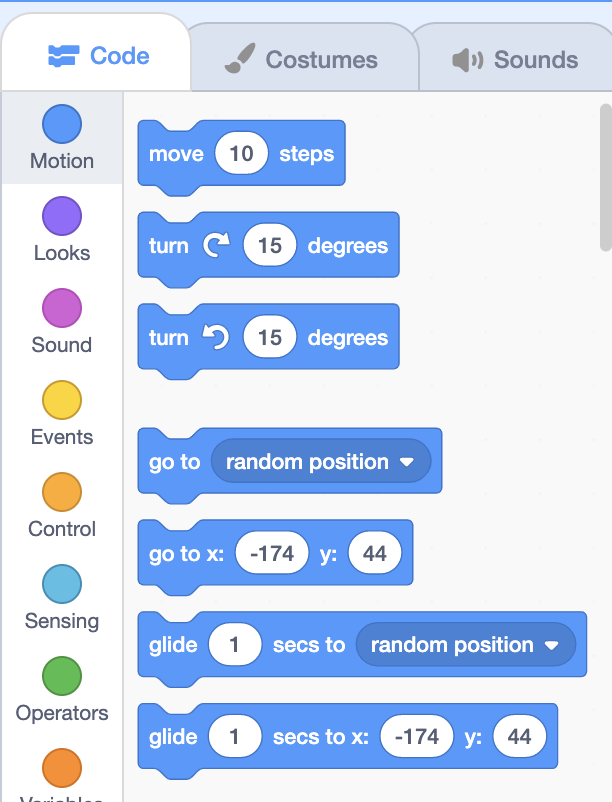 Code
Costumes
Sounds
Motion
Looks
Sound
Events
Control
Sensing
Operators
Variables
move 10 steps
turn 15 degrees
turn 15 degrees
go to random position
go to x: -174 y: 44
glide 1 secs to random position
glide 1 secs to x: -174 y: 44